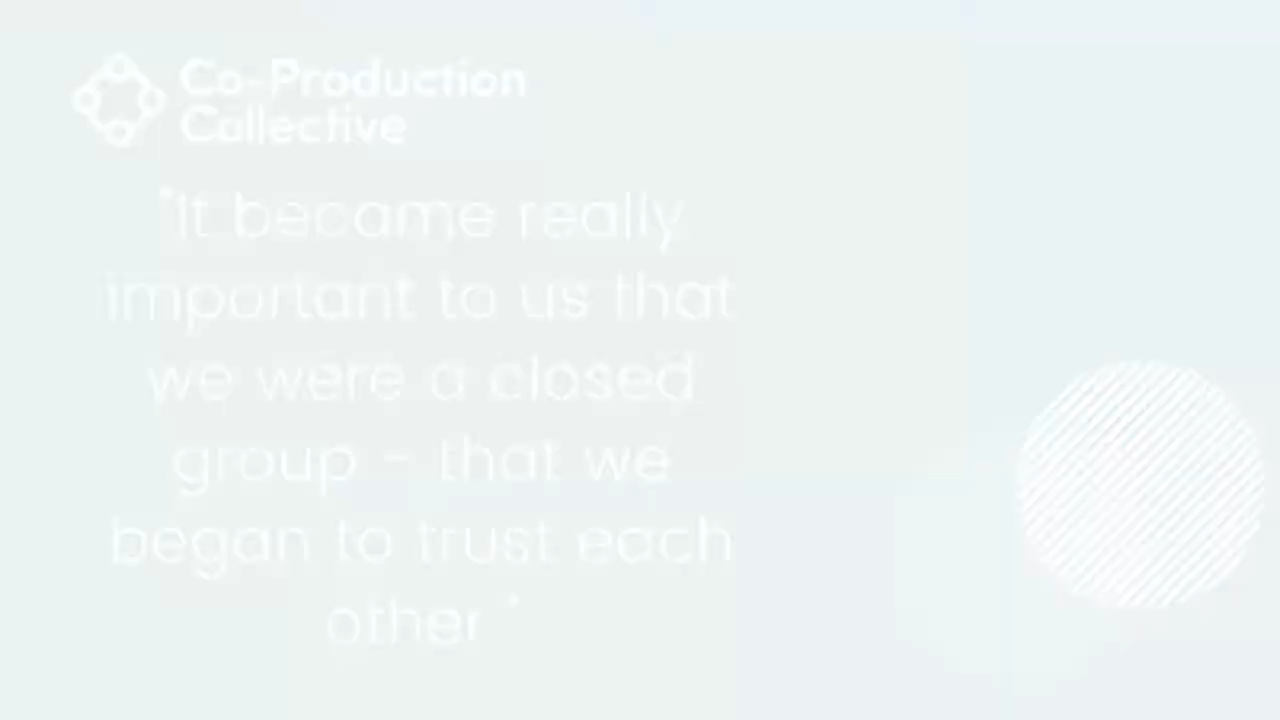 Co-Production
Collective
"It became really
important to us that
we were a closed
group - that we
began to trust each
other."